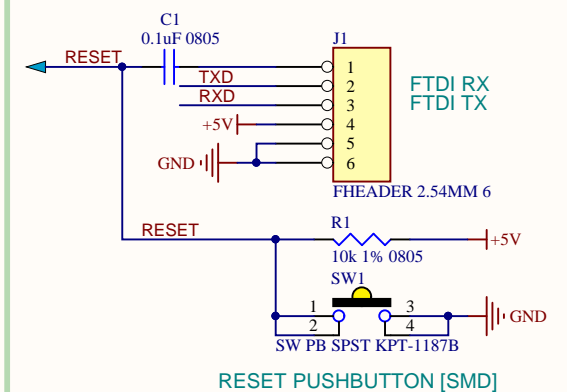 C1
0.1uF 0805
J1
RESET
1
TXD
2
FTDI RX
RXD
3
FTDI TX
+5V
4
5
GND
6
FHEADER 2.54MM 6
RESET
R1
+5V
10k 1% 0805
SW1
1
3
GND
2
4
SW PB SPST KPT-1187B
RESET PUSHBUTTON [SMD]